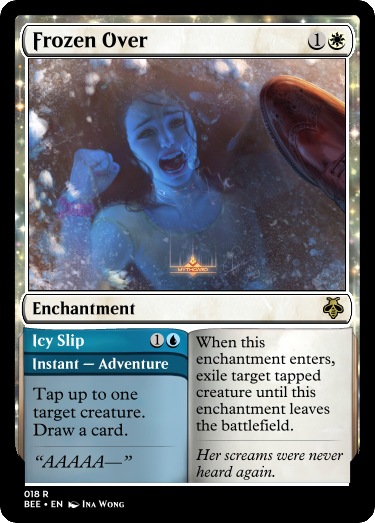 Frozen Over 1
MYTHGARD
Enchantment
Icy Slip 1
Instant — Adventure
Tap up to one
target creature.
Draw a card.
“AAAAA—”
When this
enchantment enters,
exile target tapped
creature until this
enchantment leaves
the battlefield.
Her screams were never
heard again.
018 R
BEE • EN Ina Wong